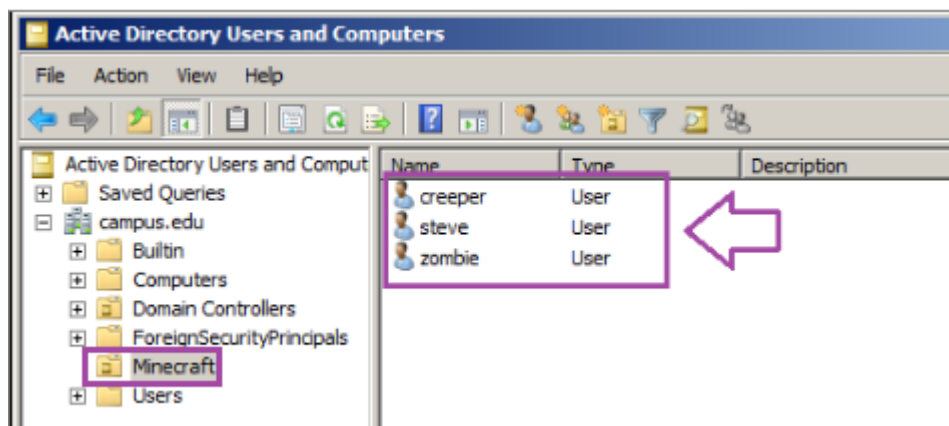 Active Directory Users and Computers
File Action View Help
Active Directory Users and Comput
Saved Queries
campus.edu
Builtin
Computers
Domain Controllers
ForeignSecurityPrincipals
Minecraft
Users
Name Type Description
creeper User
steve User
zombie User